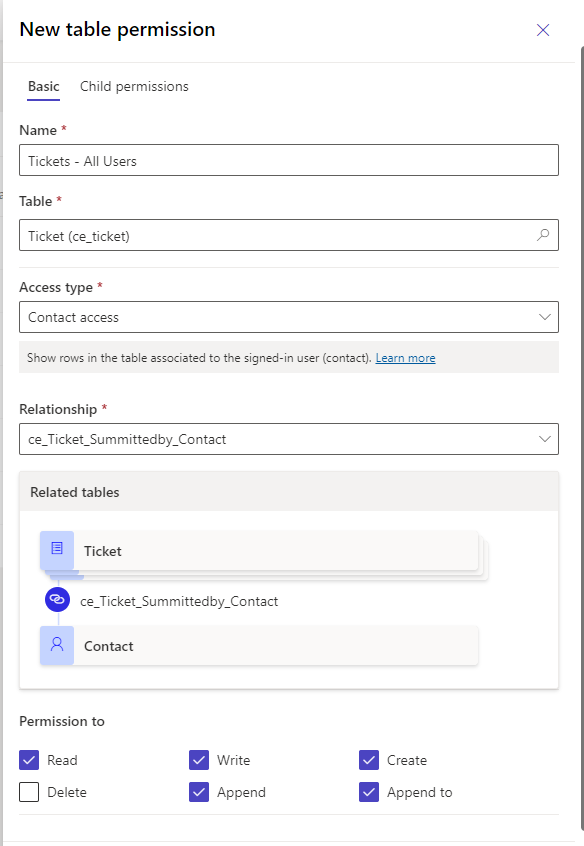 New table permission
Basic Child permissions
Name *
Tickets - All Users
Table *
Ticket (ce_ticket)
Access type *
Contact access
Show rows in the table associated to the signed-in user (contact). Learn more
Relationship *
ce_Ticket_Summittedby_Contact
Related tables
Ticket
ce_Ticket_Summittedby_Contact
Contact
Permission to
Read Write Create
Delete Append Append to